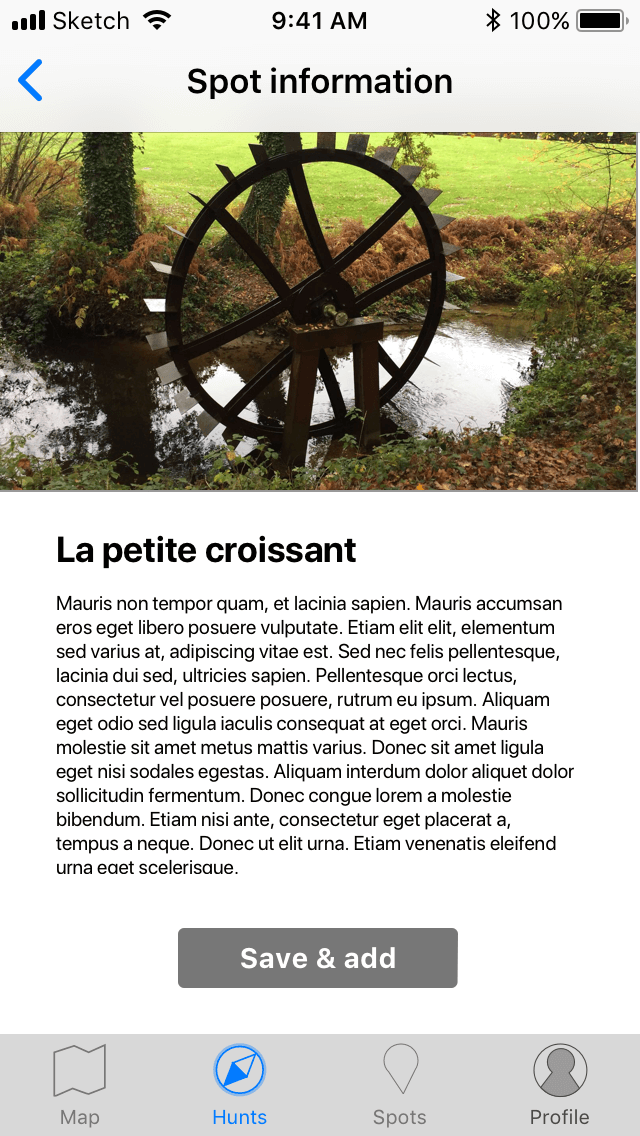 Sketch 9:41 AM 100%
Spot information
La petite croissant
Mauris non tempor quam, et lacinia sapien. Mauris accumsan
eros eget libero posuere vulputate. Etiam elit elit, elementum
sed varius at, adipiscing vitae est. Sed nec felis pellentesque,
lacinia dui sed, ultricies sapien. Pellentesque orci lectus,
consectetur vel posuere posuere, rutrum eu ipsum. Aliquam
eget odio sed ligula iaculis consequat at eget orci. Mauris
molestie sit amet metus mattis varius. Donec sit amet ligula
eget nisi sodales egestas. Aliquam interdum dolor aliquet dolor
sollicitudin fermentum. Donec congue lorem a molestie
bibendum. Etiam nisi ante, consectetur eget placerat a,
tempus a neque. Donec ut elit urna. Etiam venenatis eleifend
urna eget scelerisque.
Save & add
Map Hunts Spots Profile